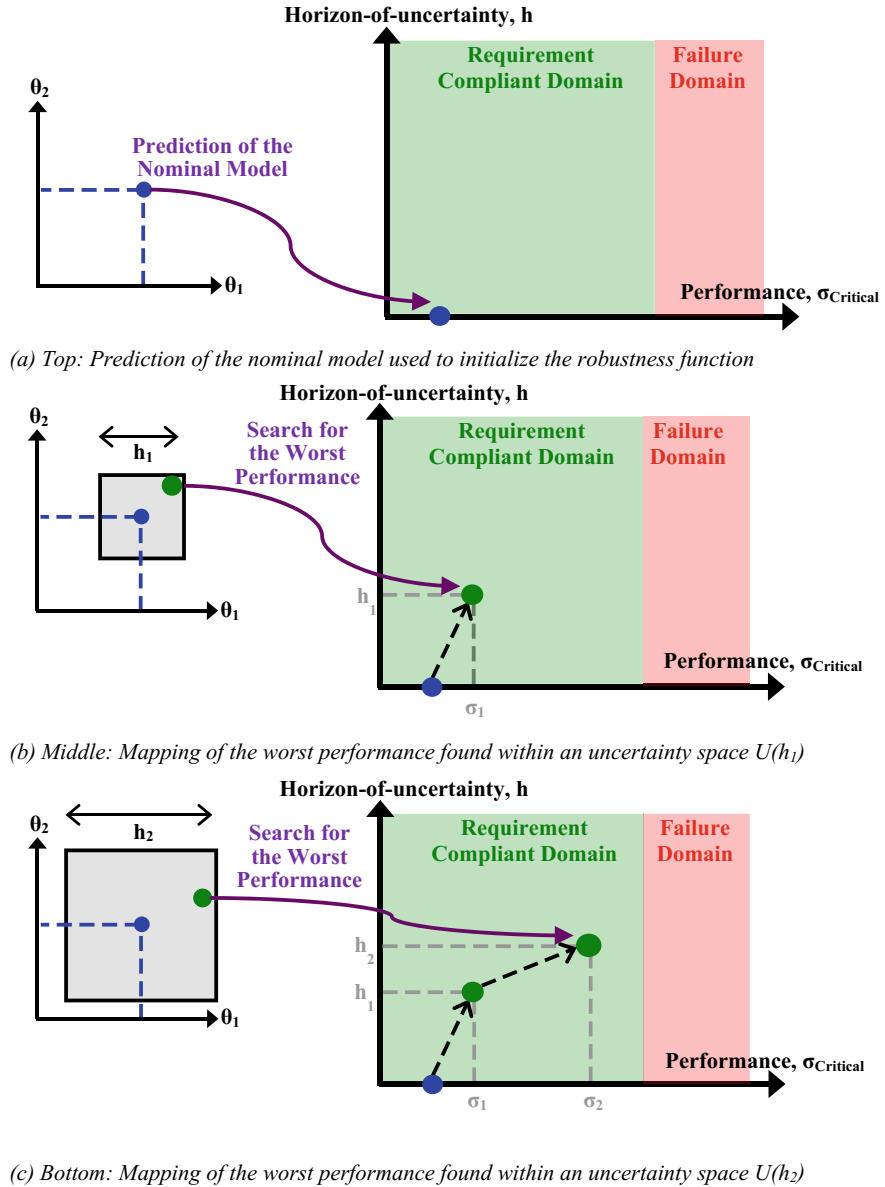 Horizon-of-uncertainty, h
Requirement
Compliant Domain
Failure
Domain
θ2
Prediction of the
Nominal Model
θ1
Performance, σCritical
(a) Top: Prediction of the nominal model used to initialize the robustness function
Horizon-of-uncertainty, h
θ2
h1
Search for
the Worst
Performance
Requirement
Compliant Domain
Failure
Domain
h1
θ1
Performance, σCritical
σ1
(b) Middle: Mapping of the worst performance found within an uncertainty space U(h1)
Horizon-of-uncertainty, h
θ2
h2
Search for
the Worst
Performance
Requirement
Compliant Domain
Failure
Domain
h2
h1
θ1
Performance, σCritical
σ1
σ2
(c) Bottom: Mapping of the worst performance found within an uncertainty space U(h2)